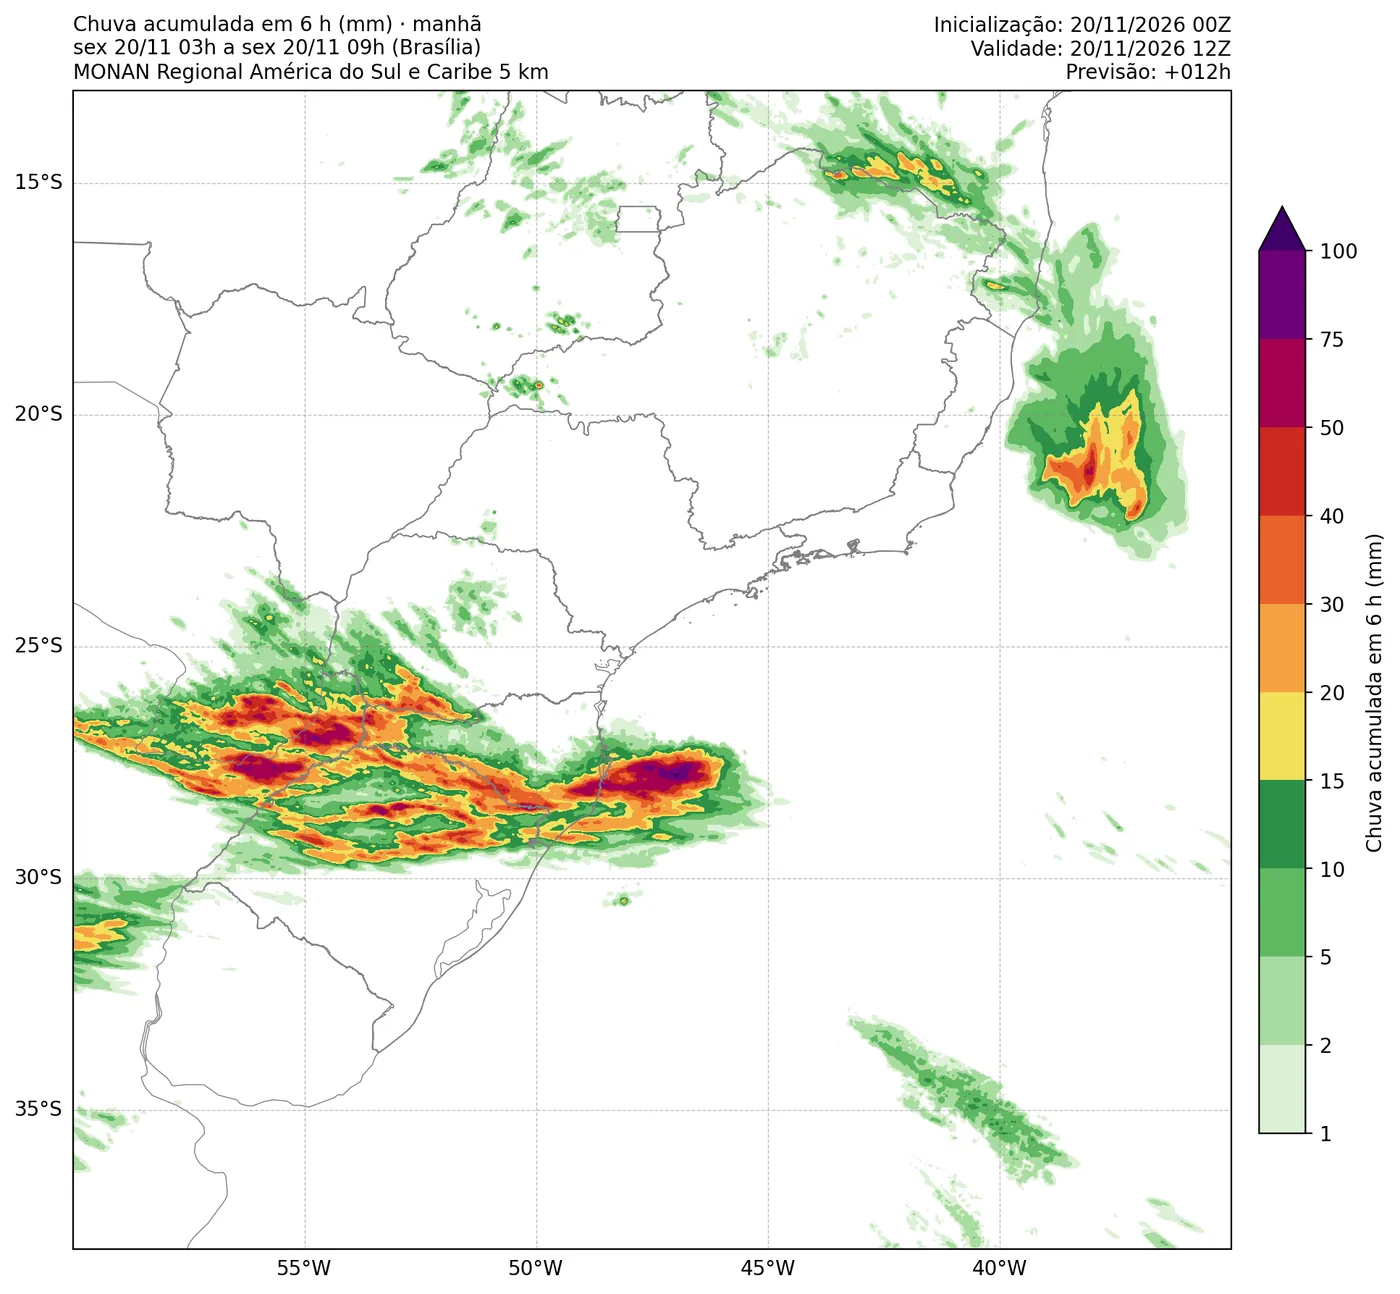 Chuva acumulada em 6 h (mm) · manhã
sex 20/11 03h a sex 20/11 09h (Brasília)
MONAN Regional América do Sul e Caribe 5 km
Inicialização: 20/11/2026 00Z
Validade: 20/11/2026 12Z
Previsão: +012h
15°S
20°S
25°S
30°S
35°S
55°W
50°W
45°W
40°W
100
75
50
40
30
20
15
10
5
2
1
Chuva acumulada em 6 h (mm)